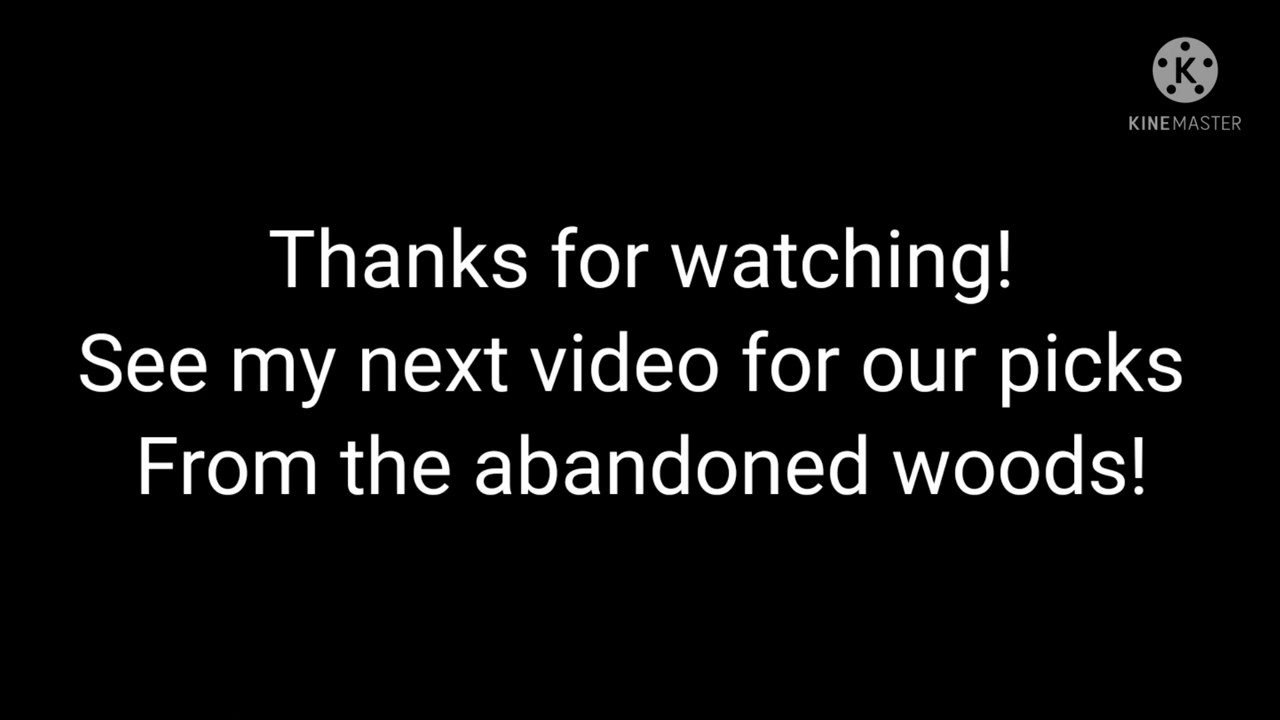 K
KINEMASTER
Thanks for watching!
See my next video for our picks
From the abandoned woods!